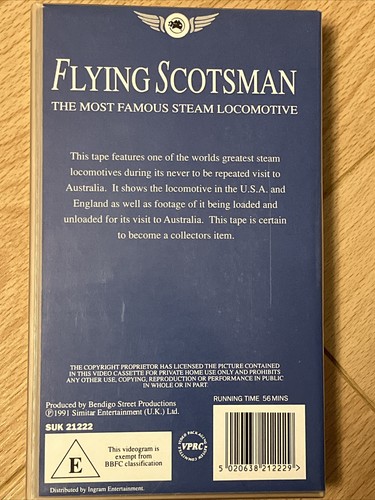 FLYING SCOTSMAN
THE MOST FAMOUS STEAM LOCOMOTIVE
This tape features one of the worlds greatest steam
locomotives during its never to be repeated visit to
Australia. It shows the locomotive in the U.S.A. and
England as well as footage of it being loaded and
unloaded for its visit to Australia. This tape is certain
to become a collectors item.
THE COPYRIGHT PROPRIETOR HAS LICENSED THE PICTURE CONTAINED
IN THIS VIDEO CASSETTE FOR PRIVATE HOME USE ONLY AND PROHIBITS
ANY OTHER USE, COPYING, REPRODUCTION OR PERFORMANCE IN PUBLIC
IN WHOLE OR IN PART.
Produced by Bendigo Street Productions
Ⓟ1991 Simitar Entertainment (U.K.) Ltd.
RUNNING TIME 56 MINS
SUK 21222
E
This videogram is
exempt from
BBFC classification
VIDEO PACKAGING REVIEW
COMMITTEE
VPRC
5 020638 212229 >
Distributed by Ingram Entertainment.